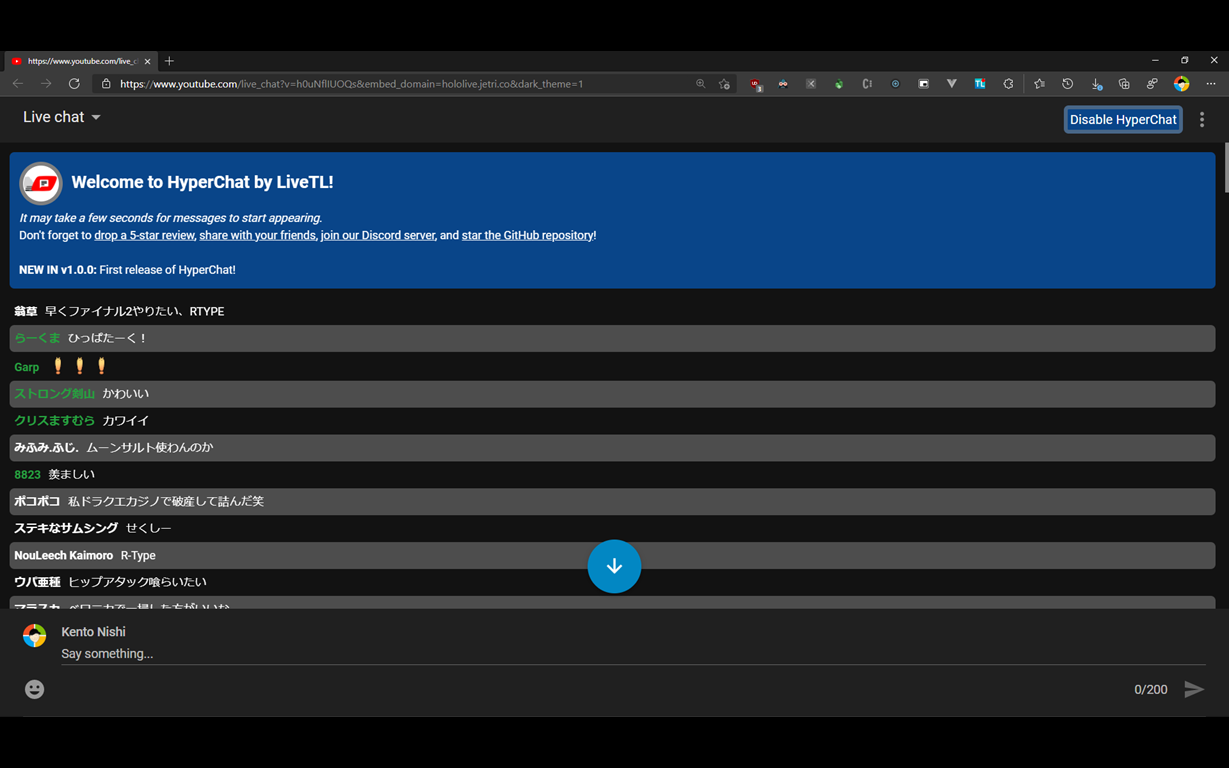 https://www.youtube.com/live_c
https://www.youtube.com/live_chat?v=h0uNflIUOQs&embed_domain=hololive.jetri.co&dark_theme=1
Live chat
Disable HyperChat
Welcome to HyperChat by LiveTL!
It may take a few seconds for messages to start appearing.
Don't forget to drop a 5-star review, share with your friends, join our Discord server, and star the GitHub repository!
NEW IN v1.0.0: First release of HyperChat!
翁草 早くファイナル2やりたい、RTYPE
らーくま ひっぱたーく！
Garp
ストロング剣山 かわいい
クリスますむら カワイイ
みふみ.ふじ. ムーンサルト使わんのか
8823 羨ましい
ポコポコ 私ドラクエカジノで破産して詰んだ笑
ステキなサムシング せくしー
NouLeech Kaimoro R-Type
ウバ亜種 ヒップアタック喰らいたい
Kento Nishi
Say something...
0/200